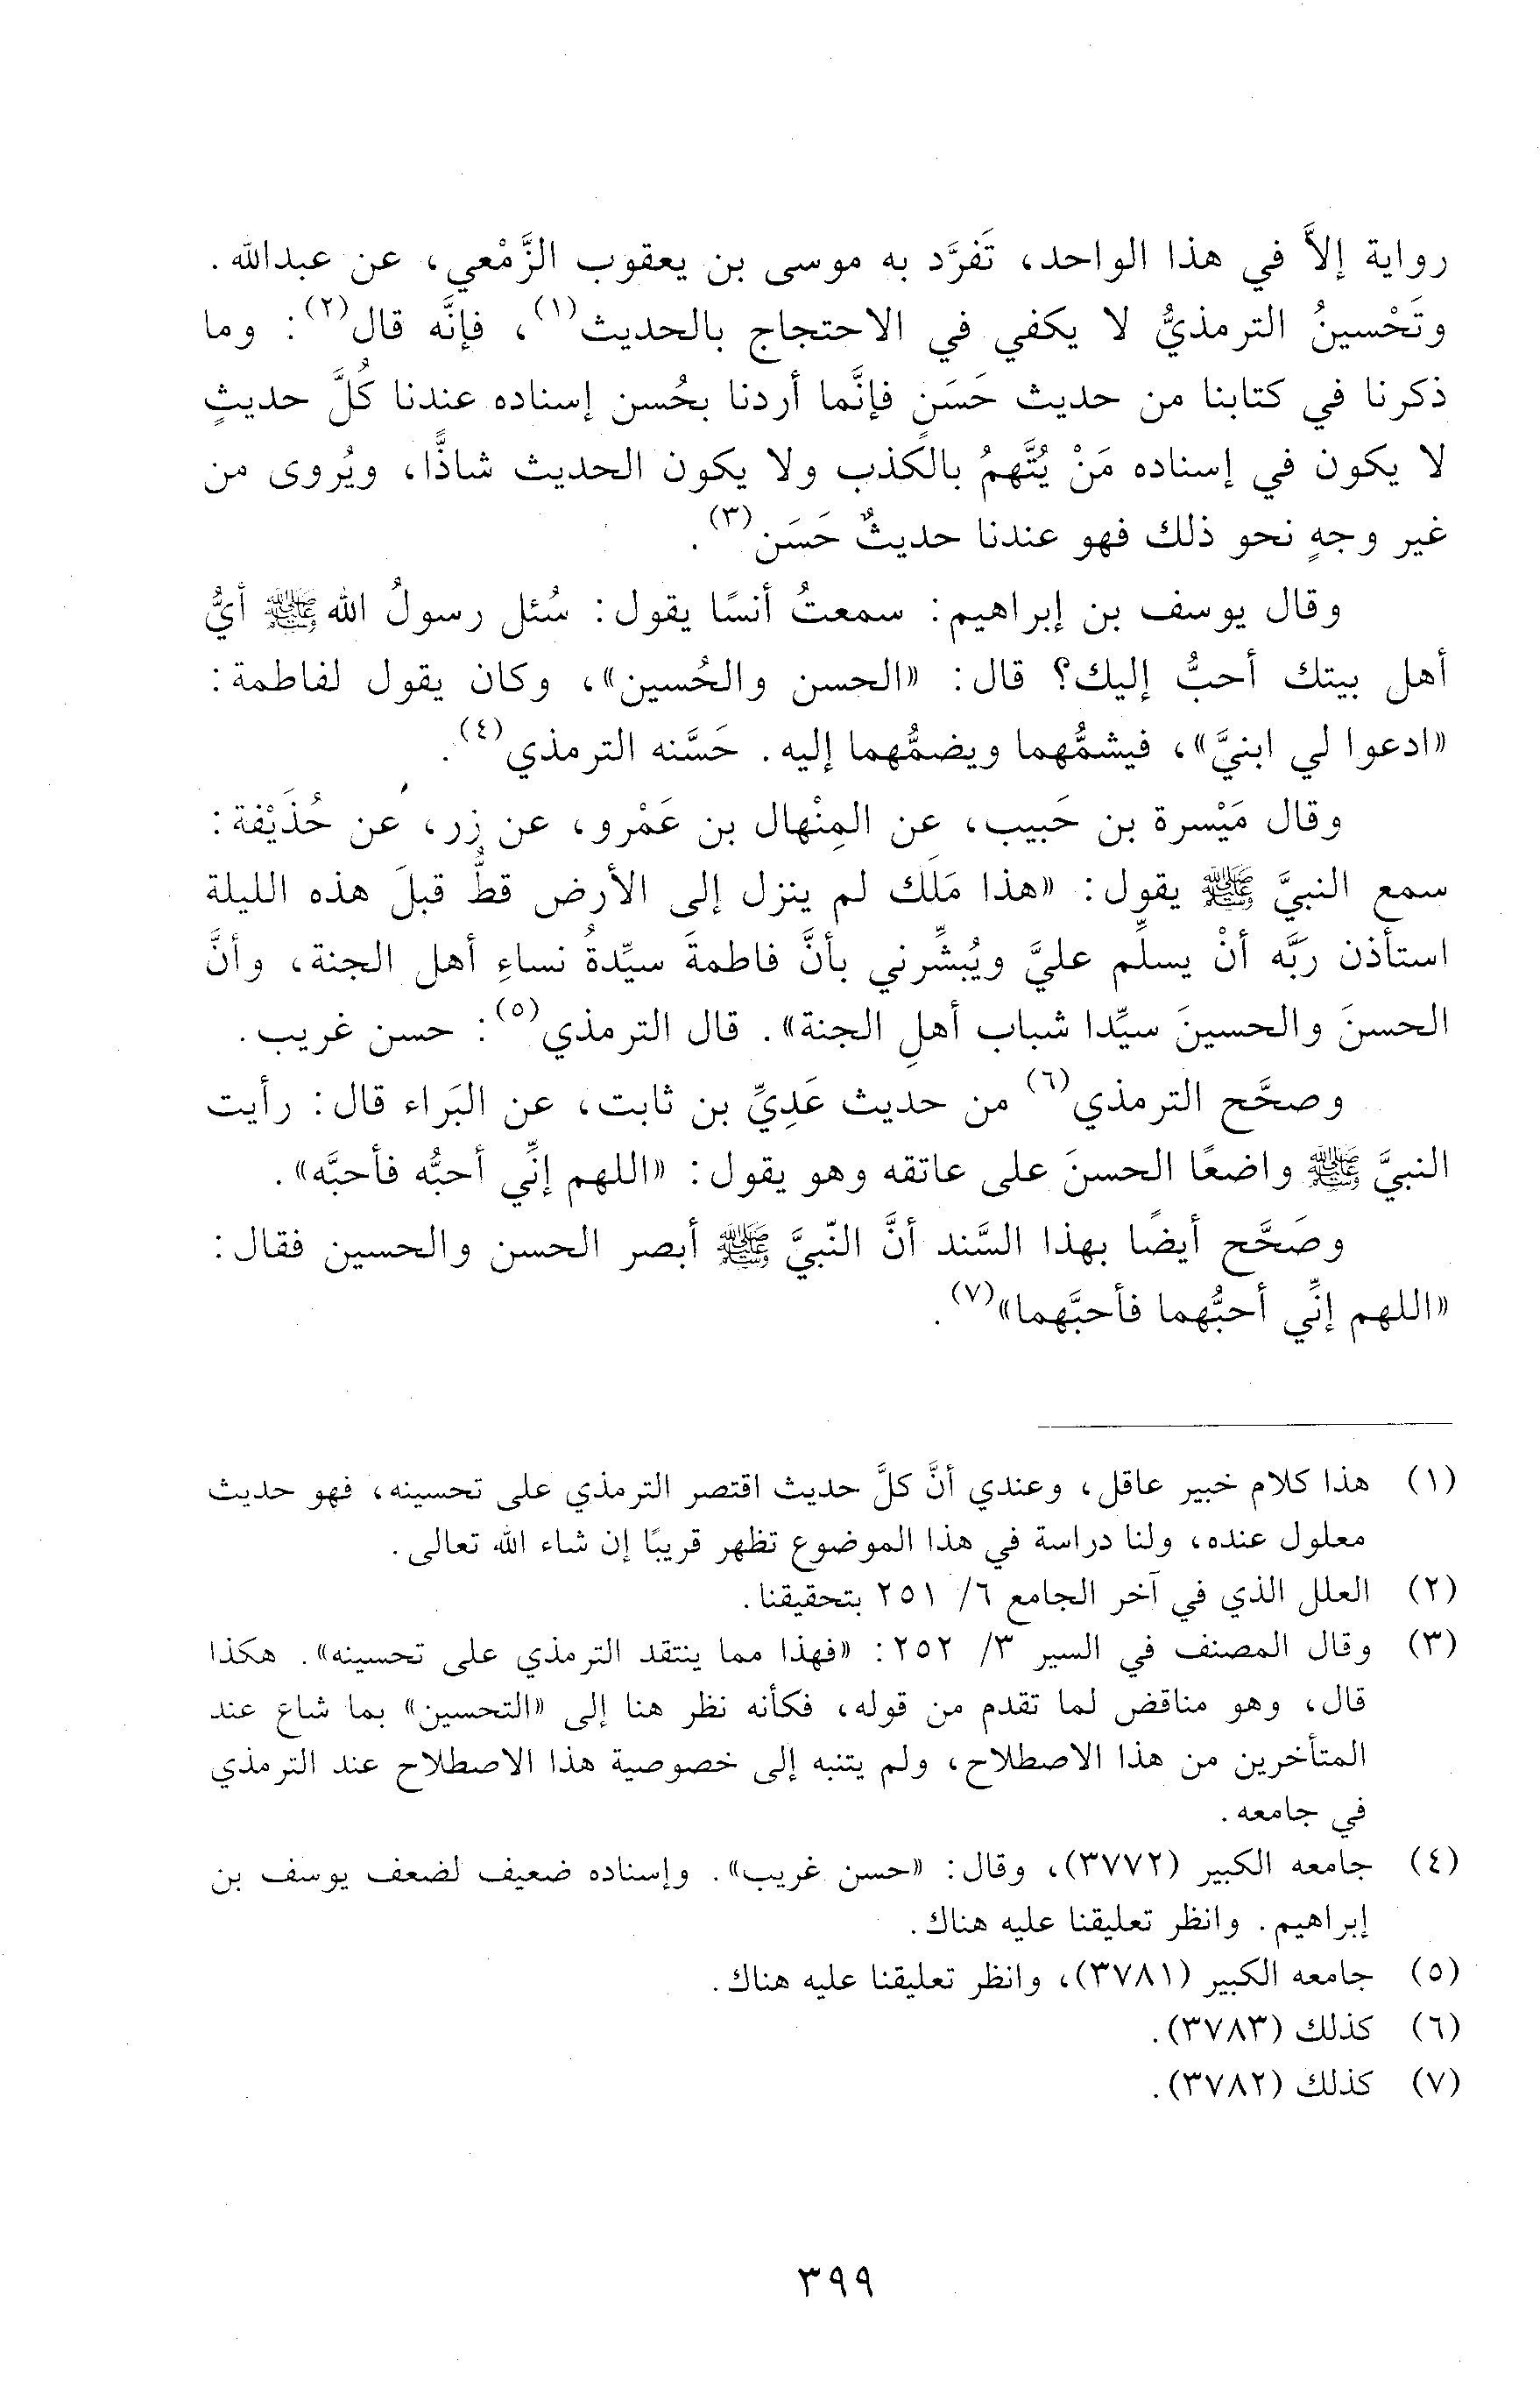 رواية إلاَّ في هذا الواحد، تَفرَّد به موسى بن يعقوب الزَّمْعي، عن عبدالله.
وتَحْسينُ الترمذيُّ لا يكفي في الاحتجاج بالحديث(١)، فإنَّه قال(٢): وما
ذكرنا في كتابنا من حديث حَسَنٍ فإنَّما أردنا بحُسن إسناده عندنا كُلَّ حديثٍ
لا يكون في إسناده مَنْ يُتَّهمُ بالكذب ولا يكون الحديث شاذًّا، ويُروى من
غير وجهٍ نحو ذلك فهو عندنا حديثٌ حَسَن(٣).
وقال يوسف بن إبراهيم: سمعتُ أنسًا يقول: سُئل رسولُ الله ﷺ أيُّ
أهل بيتك أحبُّ إليك؟ قال: «الحسن والحُسين»، وكان يقول لفاطمة:
«ادعوا لي ابنيَّ»، فيشمُّهما ويضمُّهما إليه. حَسَّنه الترمذي(٤).
وقال مَيْسرة بن حَبيب، عن المِنْهال بن عَمْرو، عن زِر، عن حُذَيْفة:
سمع النبيَّ ﷺ يقول: «هذا مَلَك لم ينزل إلى الأرض قطُّ قبلَ هذه الليلة
استأذن ربَّه أنْ يسلِّم عليَّ ويُبشِّرني بأنَّ فاطمةَ سيِّدةُ نساءِ أهل الجنة، وأنَّ
الحسنَ والحسينَ سيِّدا شباب أهلِ الجنة». قال الترمذي(٥): حسن غريب.
وصحَّح الترمذي(٦) من حديث عَدِيِّ بن ثابت، عن البَراء قال: رأيت
النبيَّ ﷺ واضعًا الحسنَ على عاتقه وهو يقول: «اللهم إنِّي أحبُّه فأحبَّه».
وصَحَّح أيضًا بهذا السَّند أنَّ النّبيَّ ﷺ أبصر الحسن والحسين فقال:
«اللهم إنِّي أحبُّهما فأحبَّهما»(٧).
(١) هذا كلام خبير عاقل، وعندي أنَّ كلَّ حديث اقتصر الترمذي على تحسينه، فهو حديث
معلول عنده، ولنا دراسة في هذا الموضوع تظهر قريبًا إن شاء الله تعالى.
(٢) العلل الذي في آخر الجامع ٦/ ٢٥١ بتحقيقنا.
(٣) وقال المصنف في السير ٣/ ٢٥٢: «فهذا مما ينتقد الترمذي على تحسينه». هكذا
قال، وهو مناقض لما تقدم من قوله، فكأنه نظر هنا إلى «التحسين» بما شاع عند
المتأخرين من هذا الاصطلاح، ولم يتنبه إلى خصوصية هذا الاصطلاح عند الترمذي
في جامعه.
(٤) جامعه الكبير (٣٧٧٢)، وقال: «حسن غريب». وإسناده ضعيف لضعف يوسف بن
إبراهيم. وانظر تعليقنا عليه هناك.
(٥) جامعه الكبير (٣٧٨١)، وانظر تعليقنا عليه هناك.
(٦) كذلك (٣٧٨٣).
(٧) كذلك (٣٧٨٢).
٣٩٩